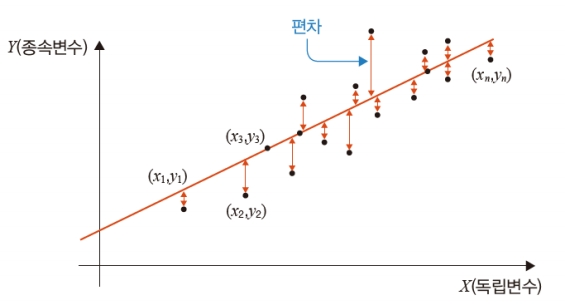 편차
Y(종속변수)
(xn,yn)
(x3,y3)
(x1,y1)
(x2,y2)
X(독립변수)